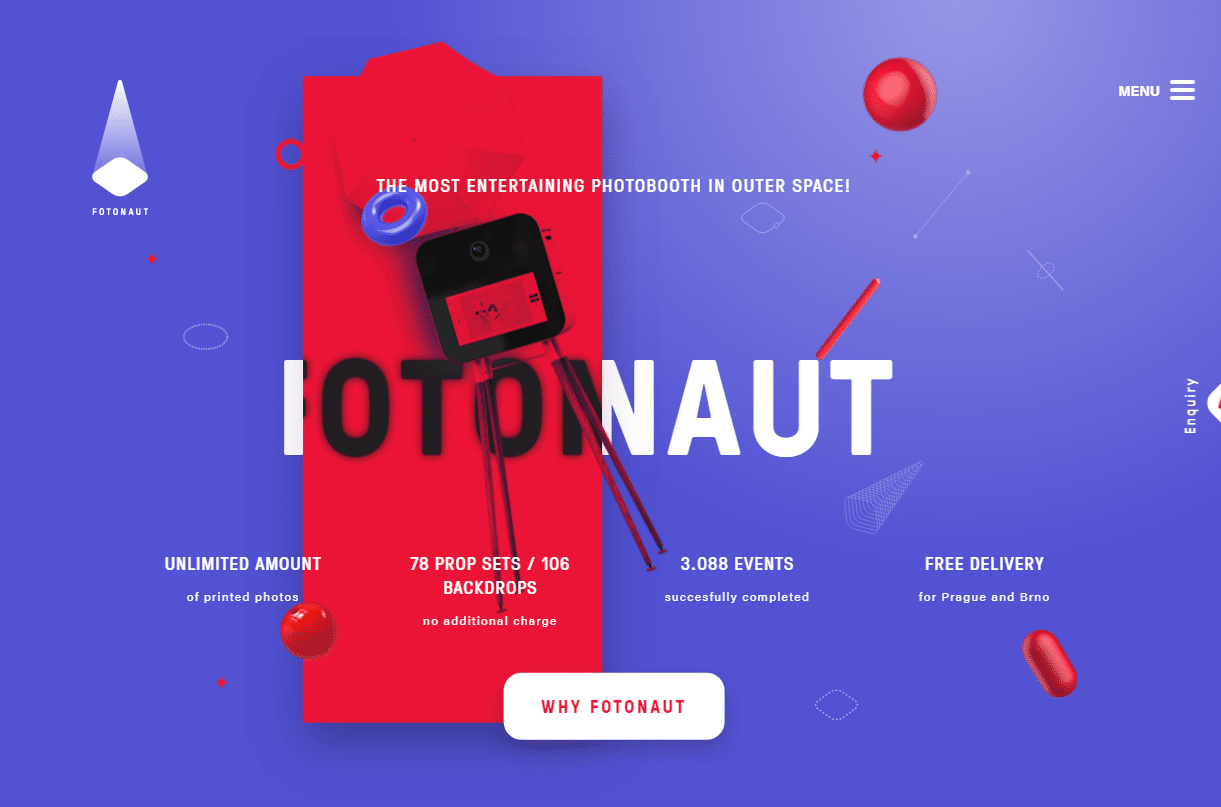 MENU
FOTONAUT
THE MOST ENTERTAINING PHOTOBOOTH IN OUTER SPACE!
FOTONAUT
Enquiry
UNLIMITED AMOUNT
of printed photos
78 PROP SETS / 106
BACKDROPS
no additional charge
3.088 EVENTS
succesfully completed
FREE DELIVERY
for Prague and Brno
WHY FOTONAUT